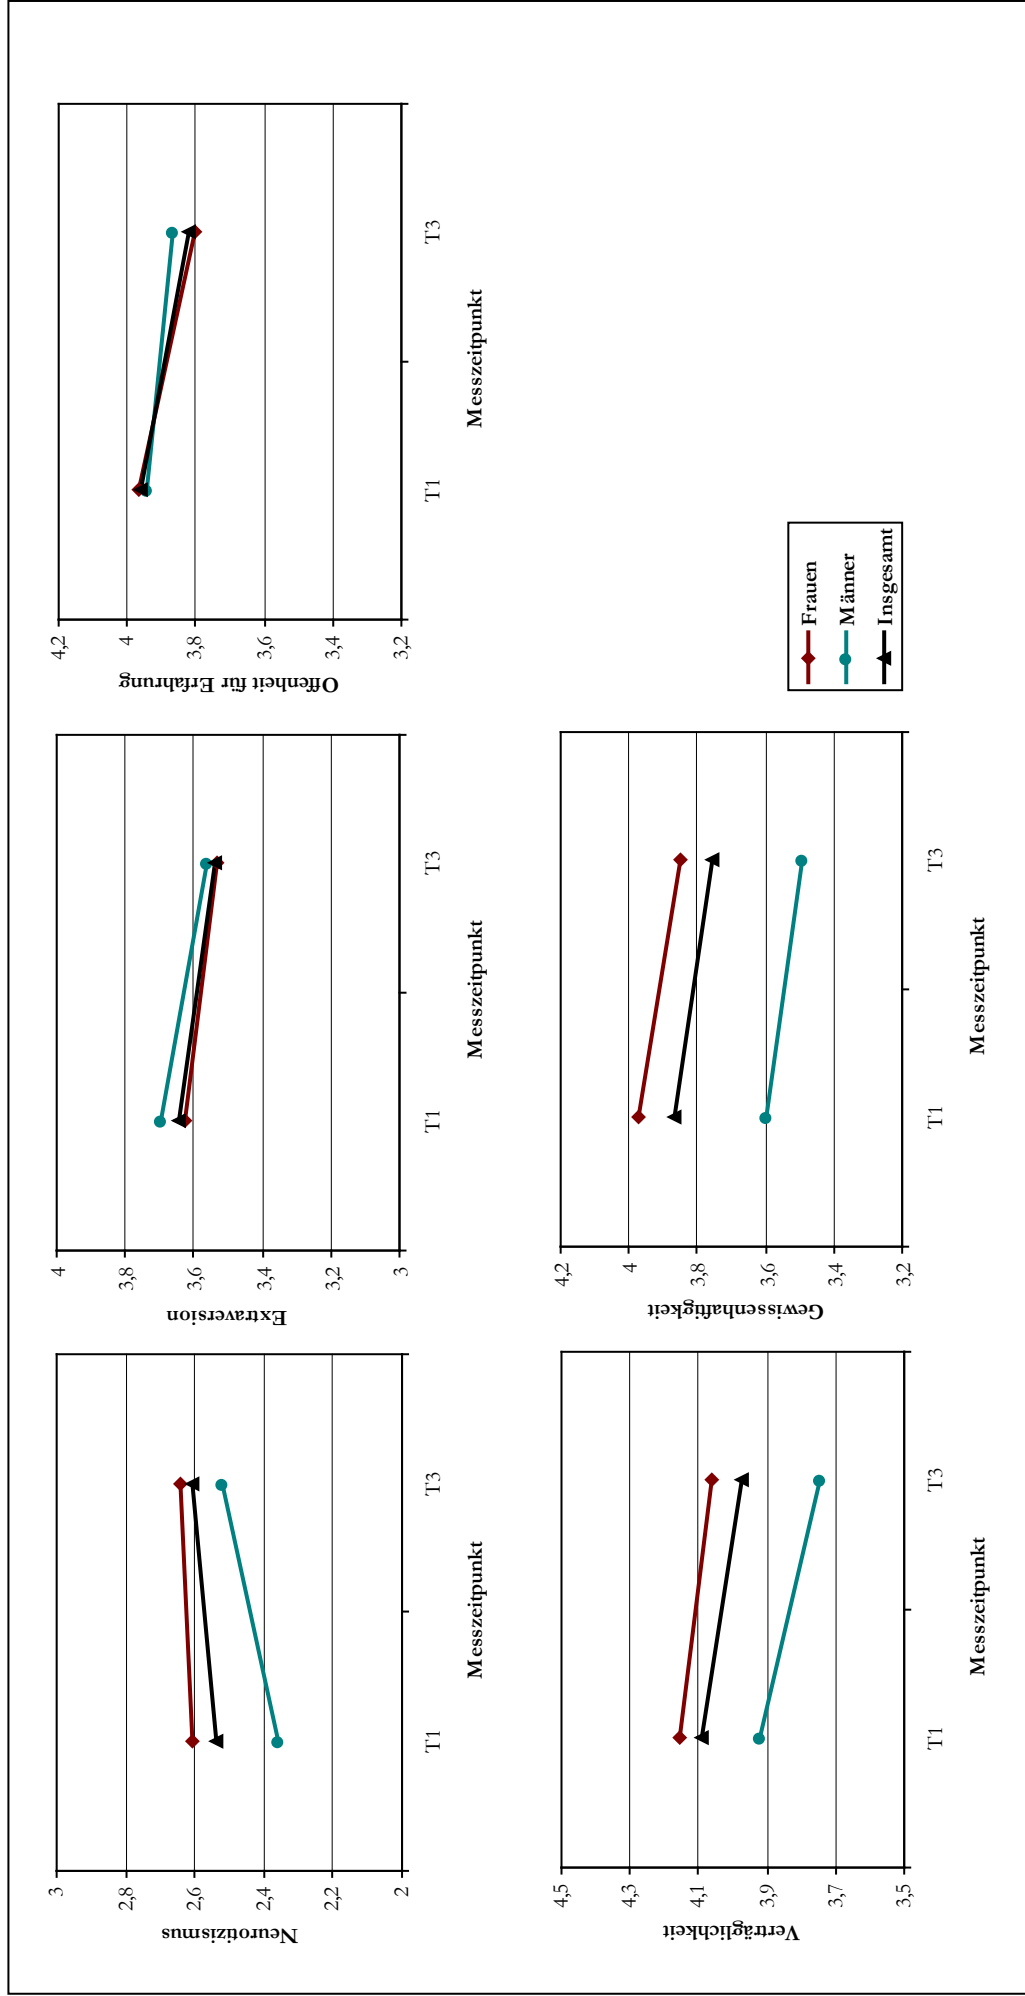 Neurotizismus
3
2,8
2,6
2,4
2,2
2
T1
T3
Messzeitpunkt
Extraversion
4
3,8
3,6
3,4
3,2
3
T1
T3
Messzeitpunkt
Offenheit für Erfahrung
4,2
4
3,8
3,6
3,4
3,2
T1
T3
Messzeitpunkt
Verträglichkeit
4,5
4,3
4,1
3,9
3,7
3,5
T1
T3
Messzeitpunkt
Gewissenhaftigkeit
4,2
4
3,8
3,6
3,4
3,2
T1
T3
Messzeitpunkt
Frauen
Männer
Insgesamt